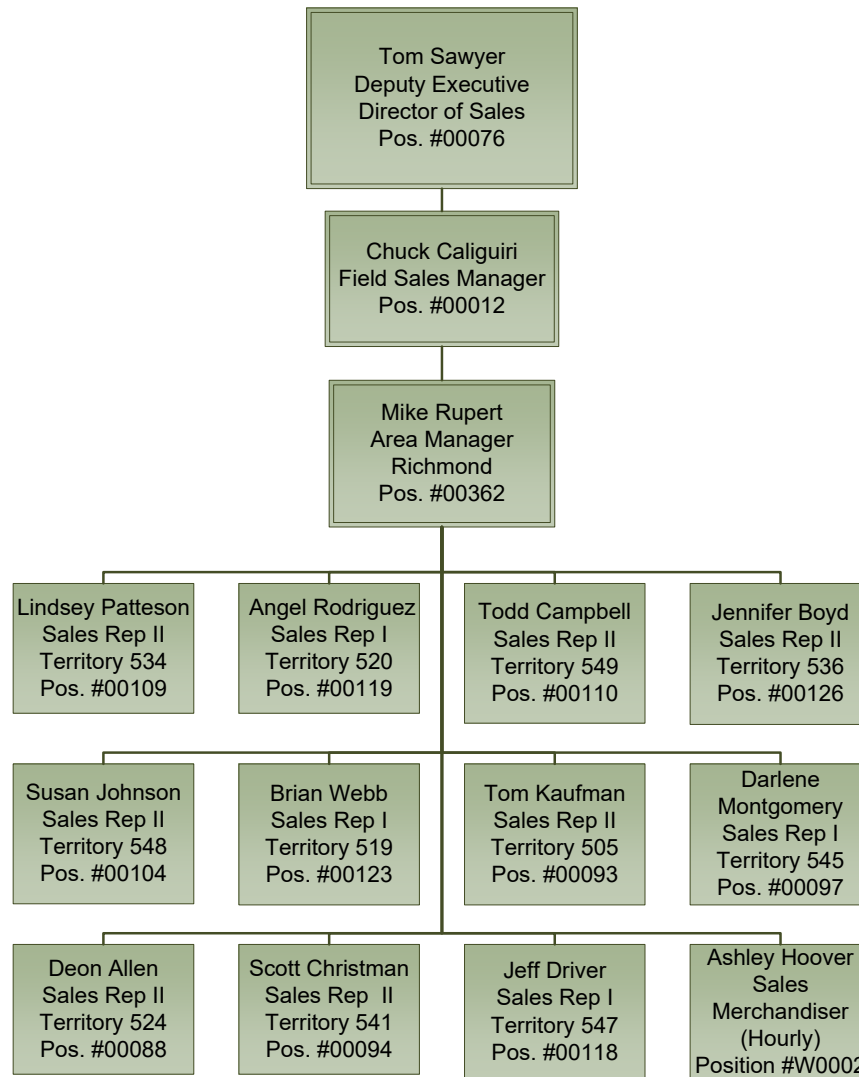 Tom Sawyer
Deputy Executive
Director of Sales
Pos. #00076
Chuck Caliguiri
Field Sales Manager
Pos. #00012
Mike Rupert
Area Manager
Richmond
Pos. #00362
Lindsey Patteson
Sales Rep II
Territory 534
Pos. #00109
Angel Rodriguez
Sales Rep I
Territory 520
Pos. #00119
Todd Campbell
Sales Rep II
Territory 549
Pos. #00110
Jennifer Boyd
Sales Rep II
Territory 536
Pos. #00126
Susan Johnson
Sales Rep II
Territory 548
Pos. #00104
Brian Webb
Sales Rep I
Territory 519
Pos. #00123
Tom Kaufman
Sales Rep II
Territory 505
Pos. #00093
Darlene
Montgomery
Sales Rep I
Territory 545
Pos. #00097
Deon Allen
Sales Rep II
Territory 524
Pos. #00088
Scott Christman
Sales Rep  II
Territory 541
Pos. #00094
Jeff Driver
Sales Rep I
Territory 547
Pos. #00118
Ashley Hoover
Sales
Merchandiser
(Hourly)
Position #W0002